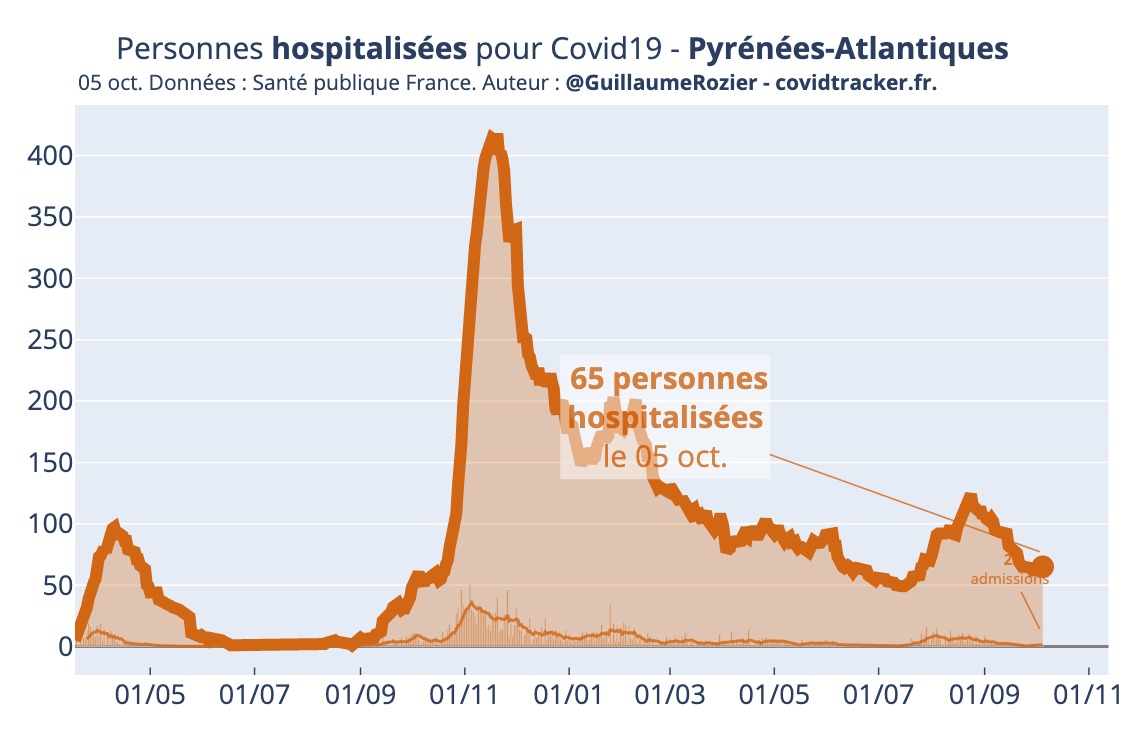 Personnes hospitalisées pour Covid19 - Pyrénées-Atlantiques
05 oct. Données : Santé publique France. Auteur : @GuillaumeRozier - covidtracker.fr.
400
350
300
250
200
150
100
50
0
65 personnes
hospitalisées
le 05 oct.
2
admissions
01/05 01/07 01/09 01/11 01/01 01/03 01/05 01/07 01/09 01/11